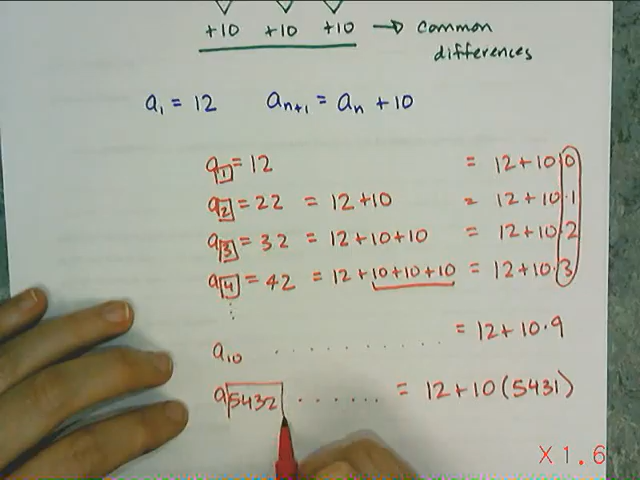 +10 +10 +10 → common
differences
a₁ = 12 aₙ₊₁ = aₙ + 10
a₁ = 12 = 12+10·0
a₂ = 22 = 12+10 = 12+10·1
a₃ = 32 = 12+10+10 = 12+10·2
a₄ = 42 = 12+10+10+10 = 12+10·3
⋮
a₁₀ . . . . . . . . . . = 12+10·9
a₅₄₃₂ . . . . . . = 12+10(5431)
X1.6